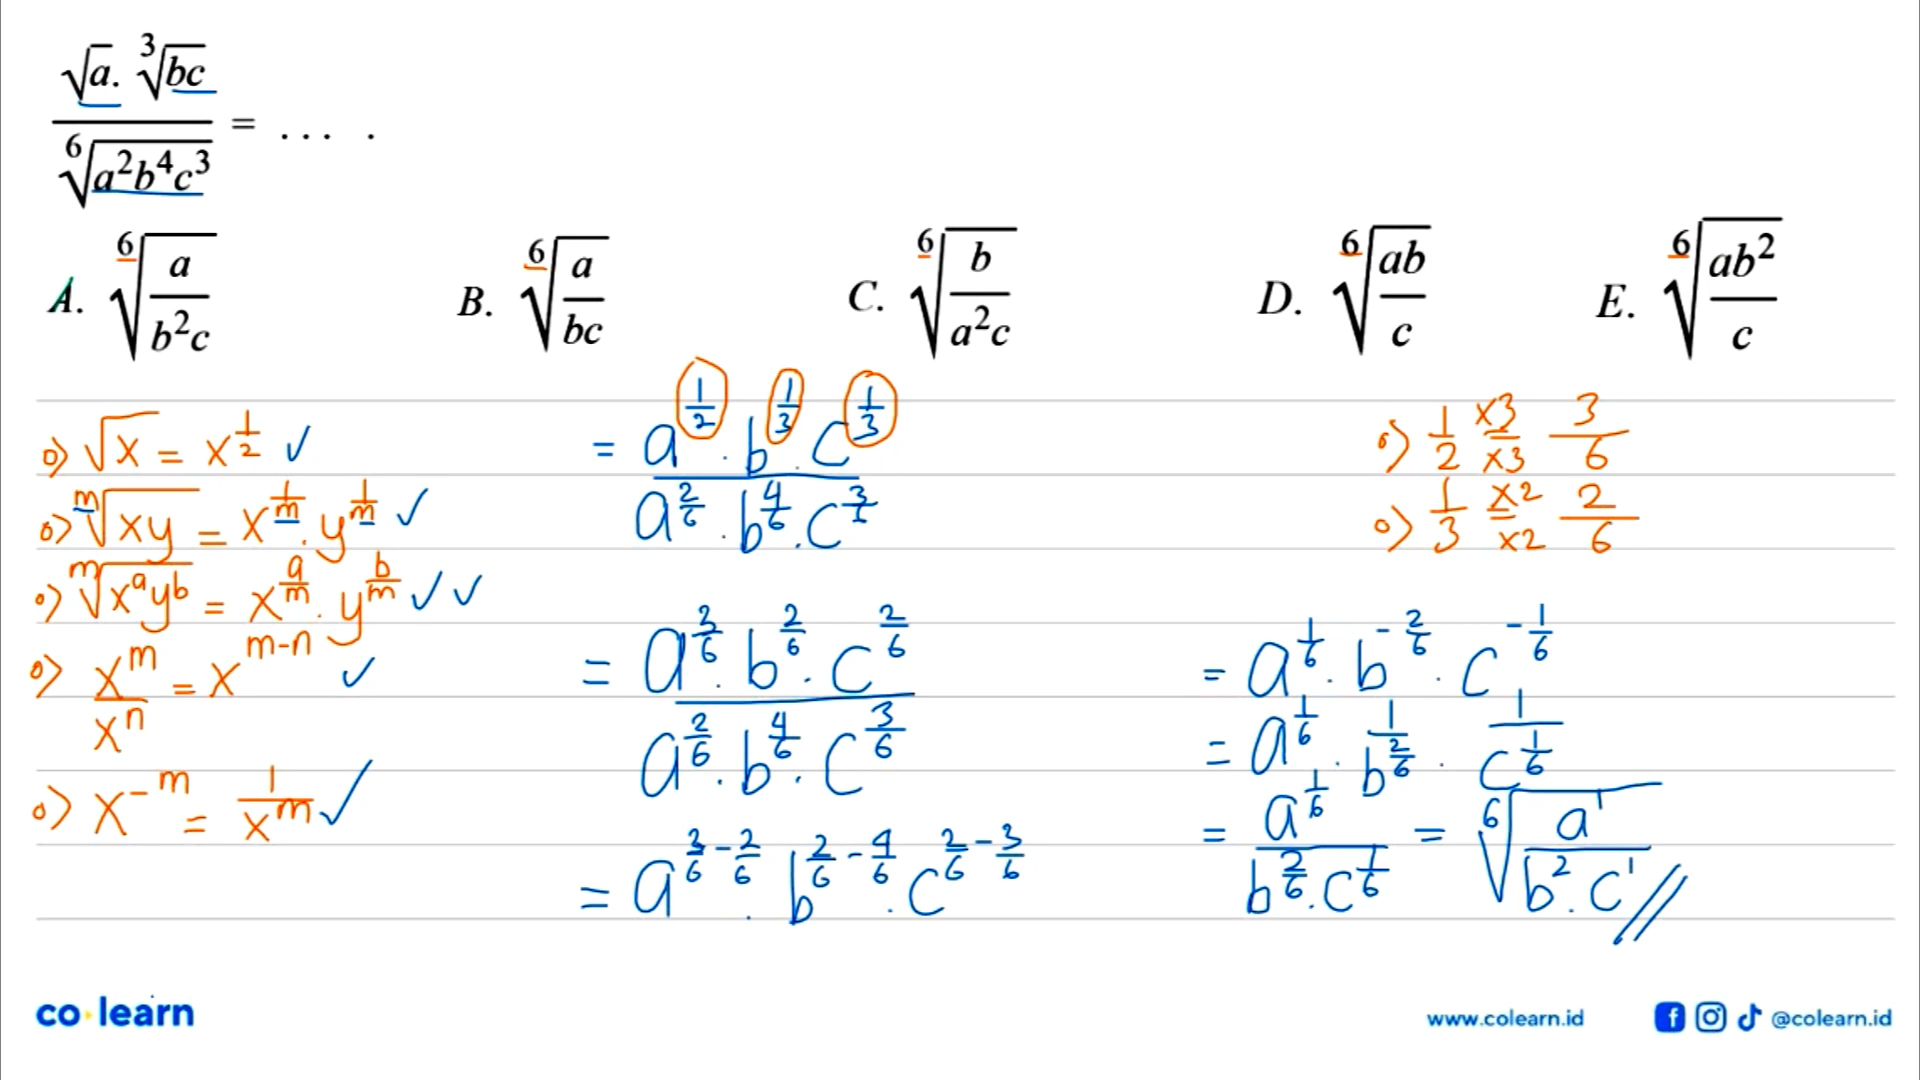 √a. ³√bc / ⁶√a²b⁴c³ = ... .
A. ⁶√(a / b²c) B. ⁶√(a / bc) C. ⁶√(b / a²c) D. ⁶√(ab / c) E. ⁶√(ab² / c)
o) √x = x^(1/2) ✓
o) ᵐ√xy = x^(1/m) . y^(1/m) ✓
o) ᵐ√x^a y^b = x^(a/m) . y^(b/m) ✓✓
o) x^m / x^n = x^(m-n) ✓
o) x^(-m) = 1 / x^m ✓
= a^(1/2) . b^(1/3) . c^(1/3) / a^(2/6) . b^(4/6) . c^(3/6)
= a^(3/6) . b^(2/6) . c^(2/6) / a^(2/6) . b^(4/6) . c^(3/6)
= a^(3/6 - 2/6) . b^(2/6 - 4/6) . c^(2/6 - 3/6)
o) 1/2 x3/x3 3/6
o) 1/3 x2/x2 2/6
= a^(1/6) . b^(-2/6) . c^(-1/6)
= a^(1/6) . 1 / b^(2/6) . 1 / c^(1/6)
= a^(1/6) / b^(2/6) . c^(1/6) = ⁶√(a¹ / b² . c¹) //
co learn
www.colearn.id
@colearn.id